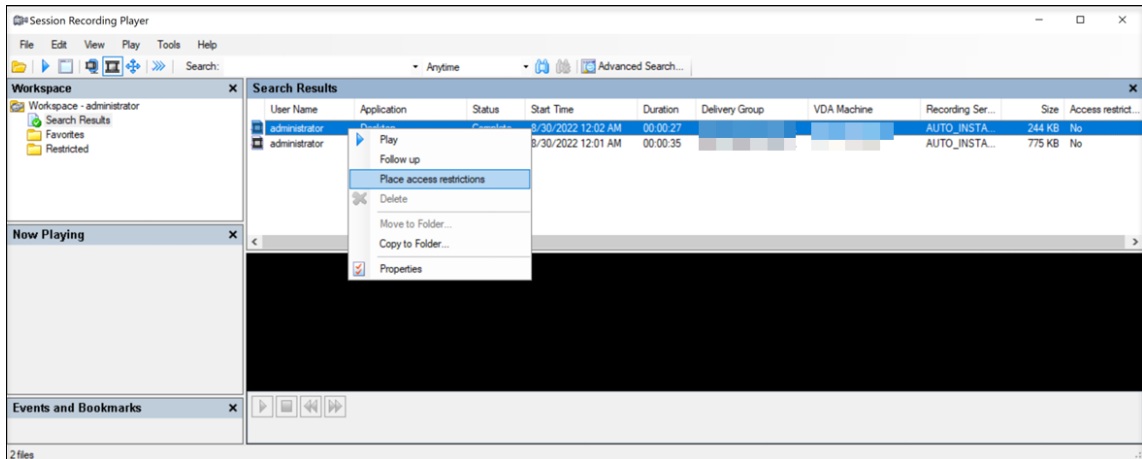 Session Recording Player
File Edit View Play Tools Help
Search: Anytime Advanced Search...
Workspace
Workspace - administrator
Search Results
Favorites
Restricted
Now Playing
Events and Bookmarks
2 files
Search Results
User Name Application Status Start Time Duration Delivery Group VDA Machine Recording Ser... Size Access restrict...
administrator Desktop Complete 8/30/2022 12:02 AM 00:00:27 AUTO_INSTA... 244 KB No
administrator 8/30/2022 12:01 AM 00:00:35 AUTO_INSTA... 775 KB No
Play
Follow up
Place access restrictions
Delete
Move to Folder...
Copy to Folder...
Properties